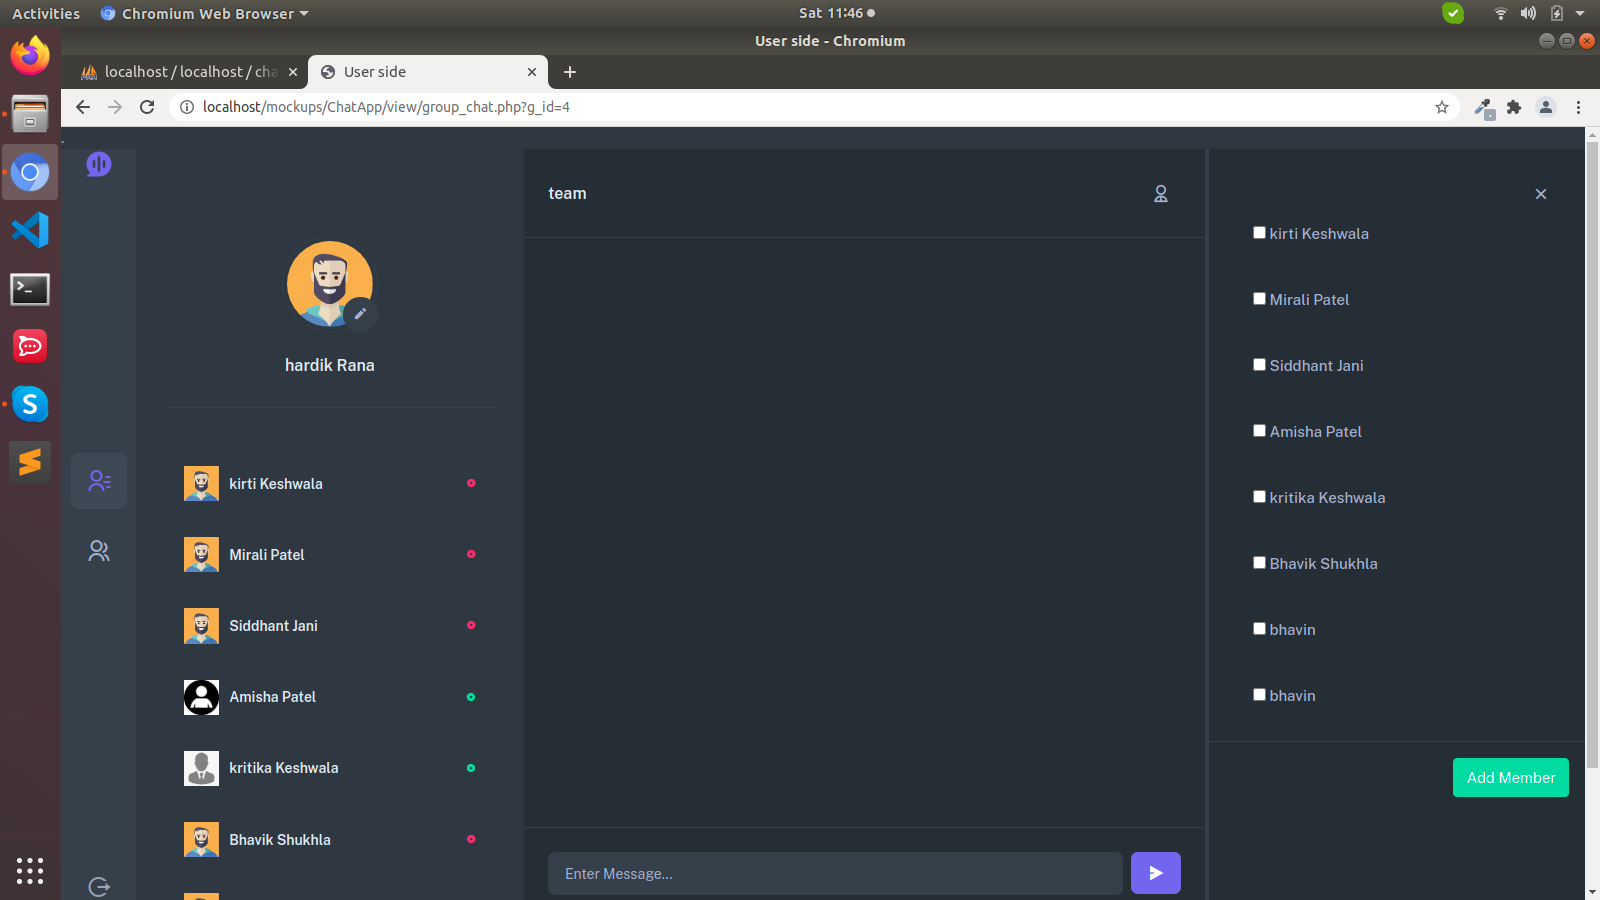 Activities
Chromium Web Browser
Sat 11:46
User side - Chromium
localhost / localhost / cha
User side
localhost/mockups/ChatApp/view/group_chat.php?g_id=4
hardik Rana
kirti Keshwala
Mirali Patel
Siddhant Jani
Amisha Patel
kritika Keshwala
Bhavik Shukhla
team
Enter Message...
kirti Keshwala
Mirali Patel
Siddhant Jani
Amisha Patel
kritika Keshwala
Bhavik Shukhla
bhavin
bhavin
Add Member